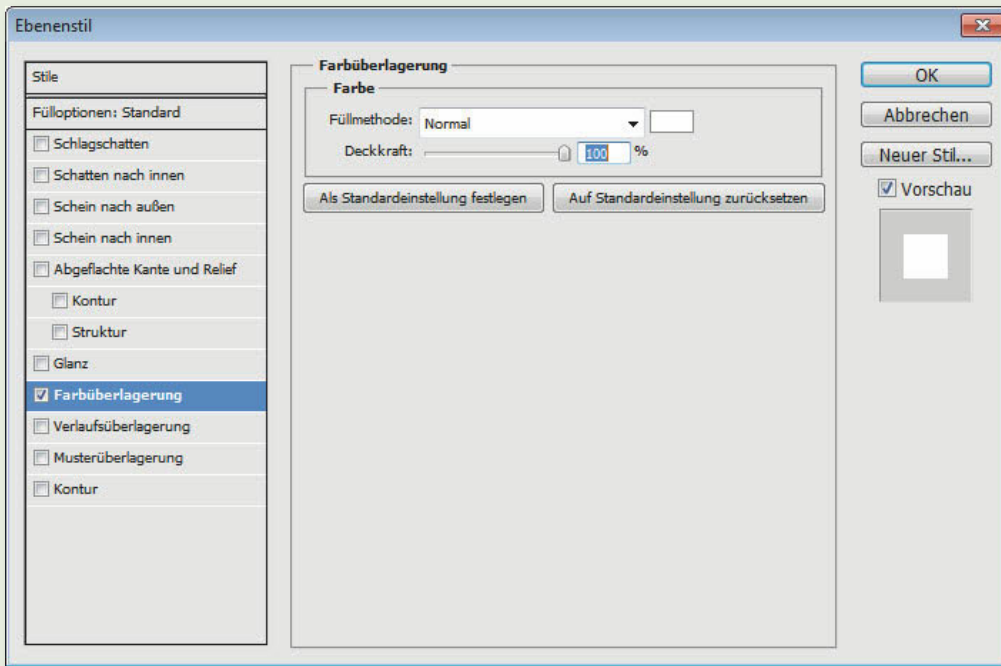 Ebenenstil
Stile
Fülloptionen: Standard
Schlagschatten
Schatten nach innen
Schein nach außen
Schein nach innen
Abgeflachte Kante und Relief
Kontur
Struktur
Glanz
Farbüberlagerung
Verlaufsüberlagerung
Musterüberlagerung
Kontur
Farbüberlagerung
Farbe
Füllmethode: Normal
Deckkraft: 100 %
Als Standardeinstellung festlegen Auf Standardeinstellung zurücksetzen
OK
Abbrechen
Neuer Stil...
Vorschau